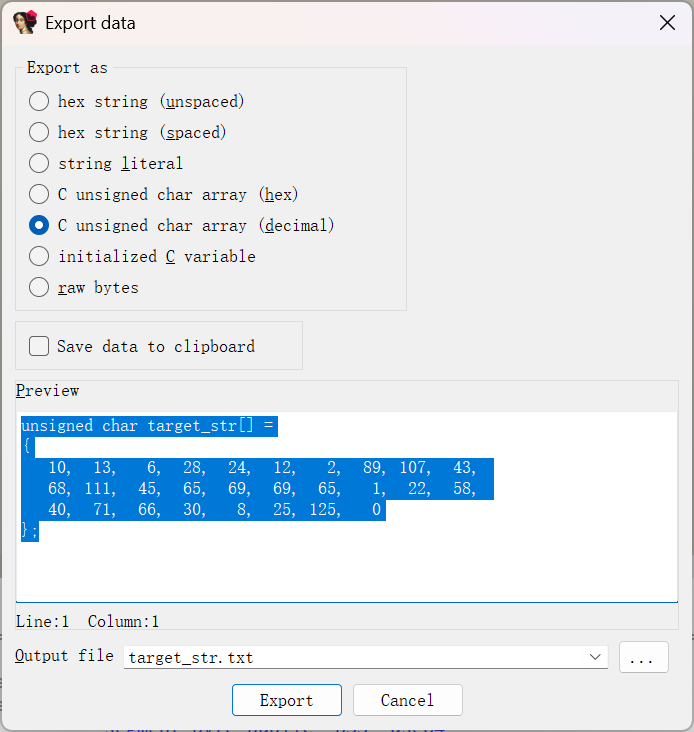 Export data
Export as
hex string (unspaced)
hex string (spaced)
string literal
C unsigned char array (hex)
C unsigned char array (decimal)
initialized C variable
raw bytes
Save data to clipboard
Preview
unsigned char target_str[] =
{
10, 13, 6, 28, 24, 12, 2, 89, 107, 43,
68, 111, 45, 65, 69, 69, 65, 1, 22, 58,
40, 71, 66, 30, 8, 25, 125, 0
};
Line:1 Column:1
Output file target_str.txt ...
Export Cancel